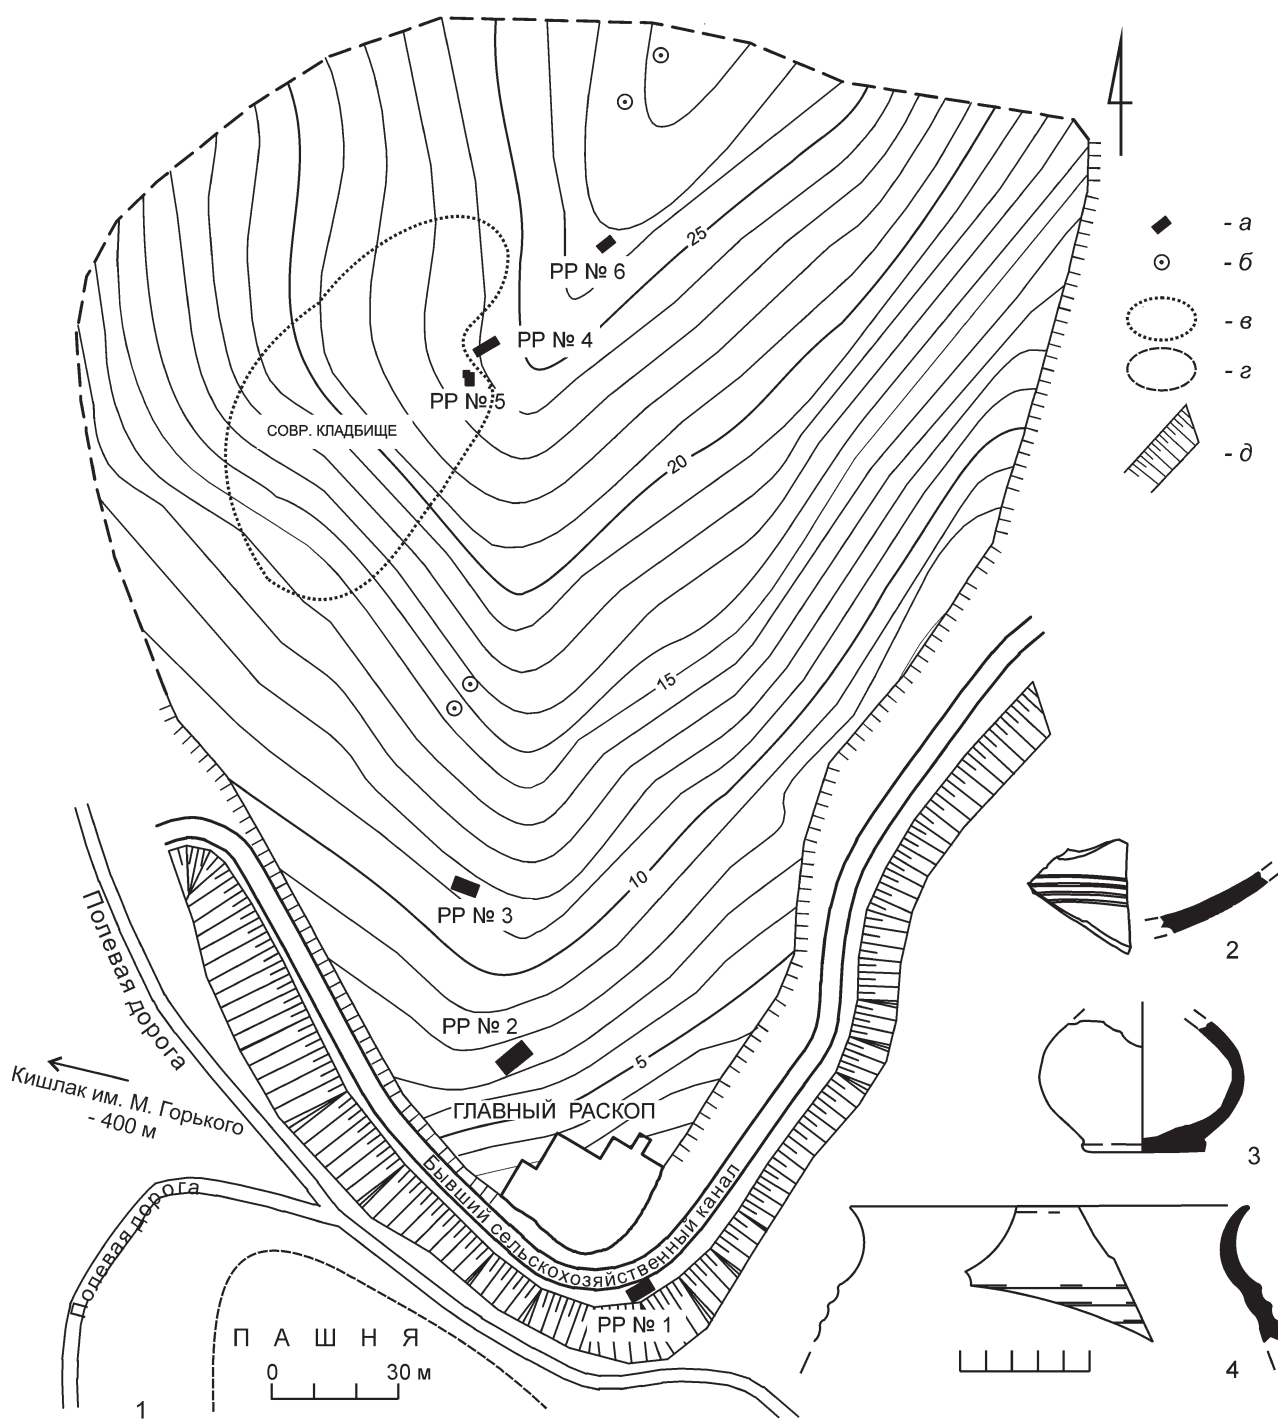 25
- а
- б
РР № 6
- в
РР № 4
- г
РР № 5
СОВР. КЛАДБИЩЕ
- д
20
15
10
Полевая дорога
РР № 3
2
РР № 2
5
Кишлак им. М. Горького
- 400 м
ГЛАВНЫЙ РАСКОП
3
Бывший сельскохозяйственный канал
Полевая дорога
РР № 1
ПАШНЯ
0 30 м
4
1